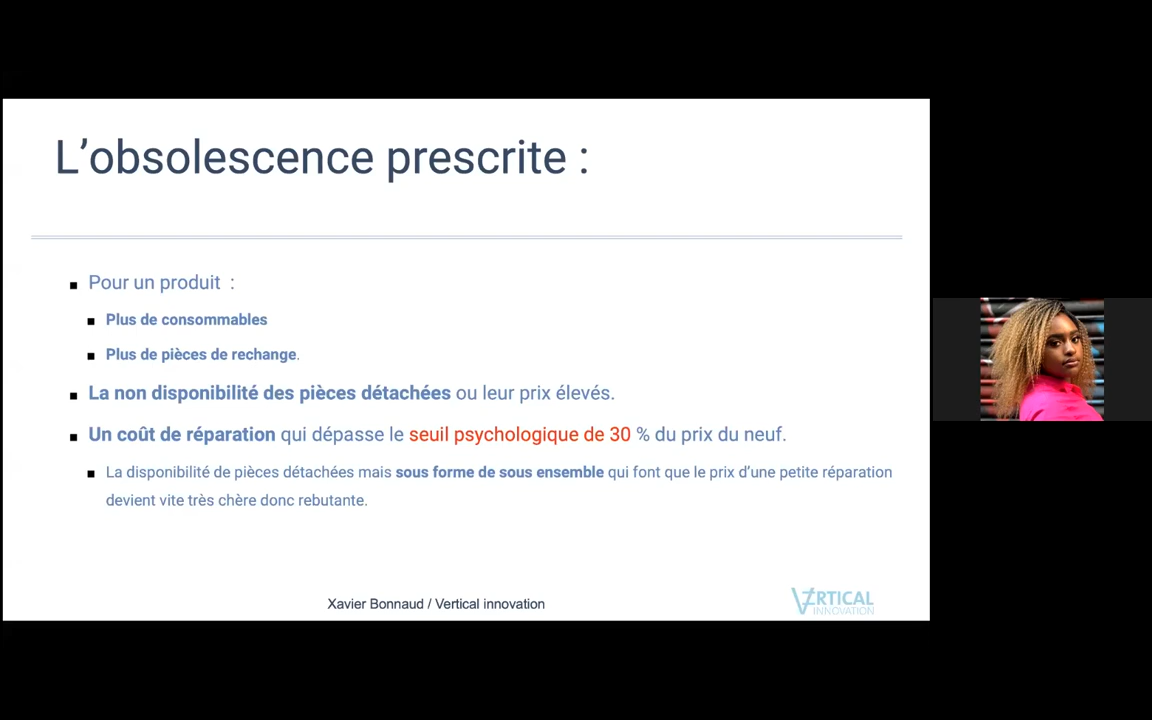 L’obsolescence prescrite :
Pour un produit :
Plus de consommables
Plus de pièces de rechange.
La non disponibilité des pièces détachées ou leur prix élevés.
Un coût de réparation qui dépasse le seuil psychologique de 30 % du prix du neuf.
La disponibilité de pièces détachées mais sous forme de sous ensemble qui font que le prix d’une petite réparation
devient vite très chère donc rebutante.
Xavier Bonnaud / Vertical innovation
VERTICAL
INNOVATION